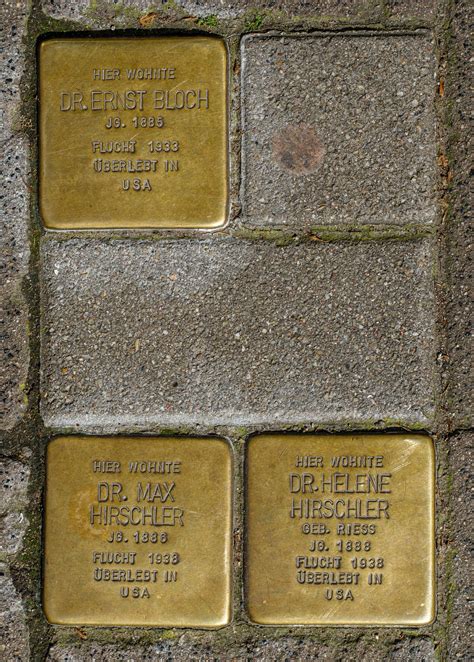 HIER WOHNTE
DR. ERNST BLOCH
JG. 1885
FLUCHT 1933
ÜBERLEBT IN
USA
HIER WOHNTE
DR. MAX
HIRSCHLER
JG. 1886
FLUCHT 1938
ÜBERLEBT IN
USA
HIER WOHNTE
DR. HELENE
HIRSCHLER
GEB. RIESS
JG. 1888
FLUCHT 1938
ÜBERLEBT IN
USA